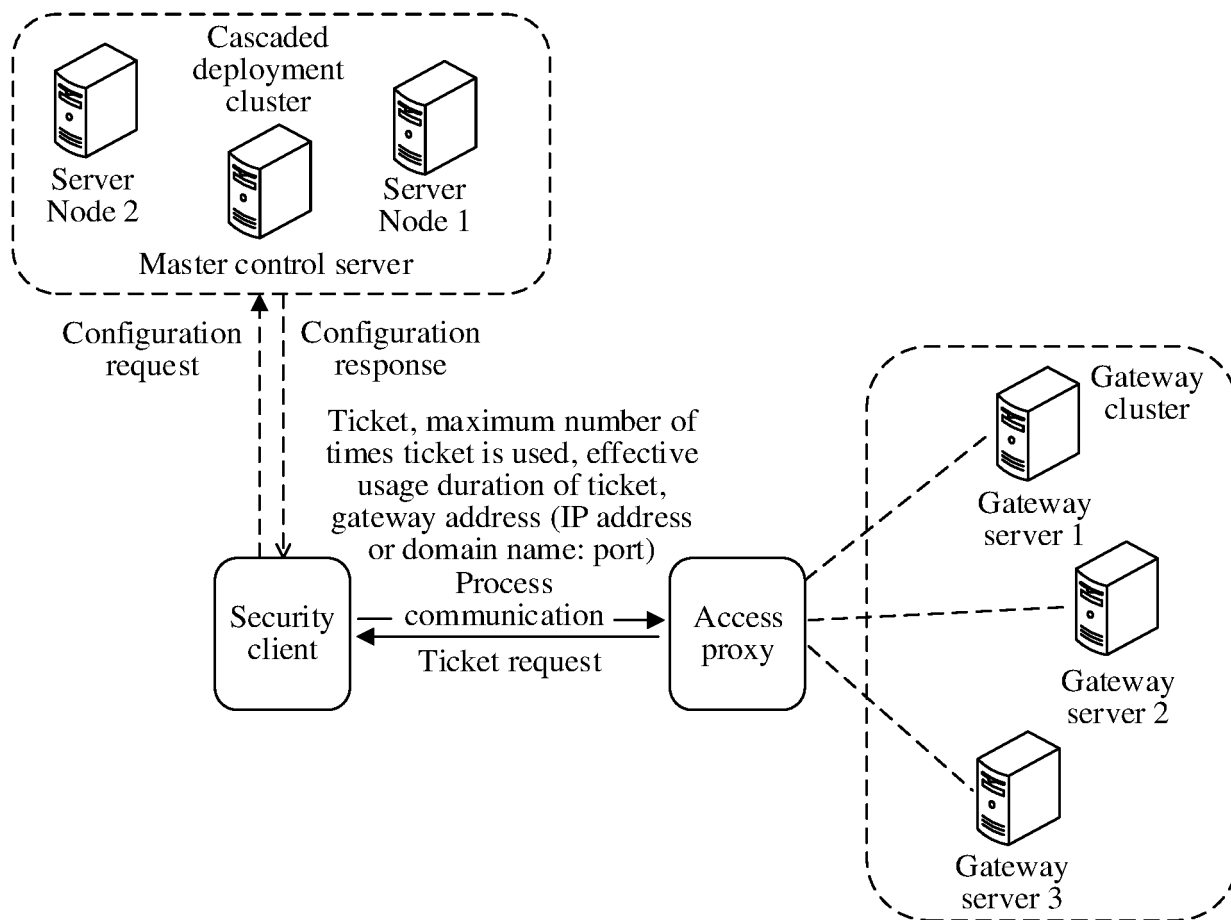 Cascaded
deployment
cluster
Server
Node 2
Server
Node 1
Master control server
Configuration
request
Configuration
response
Ticket, maximum number of
times ticket is used, effective
usage duration of ticket,
gateway address (IP address
or domain name: port)
Process
communication
Ticket request
Security
client
Access
proxy
Gateway
cluster
Gateway
server 1
Gateway
server 2
Gateway
server 3